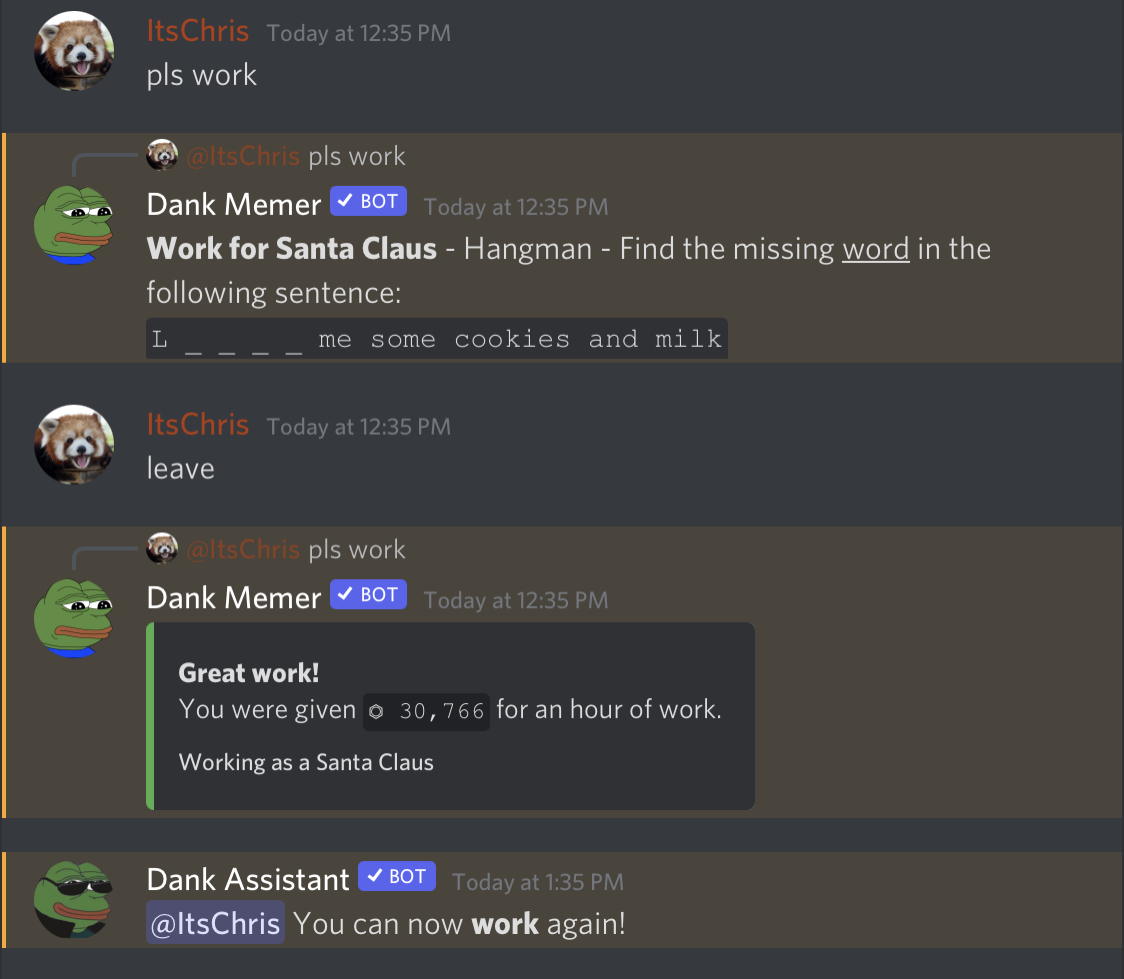 ItsChris Today at 12:35 PM
pls work
@ItsChris pls work
Dank Memer ✓ BOT Today at 12:35 PM
Work for Santa Claus - Hangman - Find the missing word in the
following sentence:
L _ _ _ _ me some cookies and milk
ItsChris Today at 12:35 PM
leave
@ItsChris pls work
Dank Memer ✓ BOT Today at 12:35 PM
Great work!
You were given ⏣ 30,766 for an hour of work.
Working as a Santa Claus
Dank Assistant ✓ BOT Today at 1:35 PM
@ItsChris You can now work again!